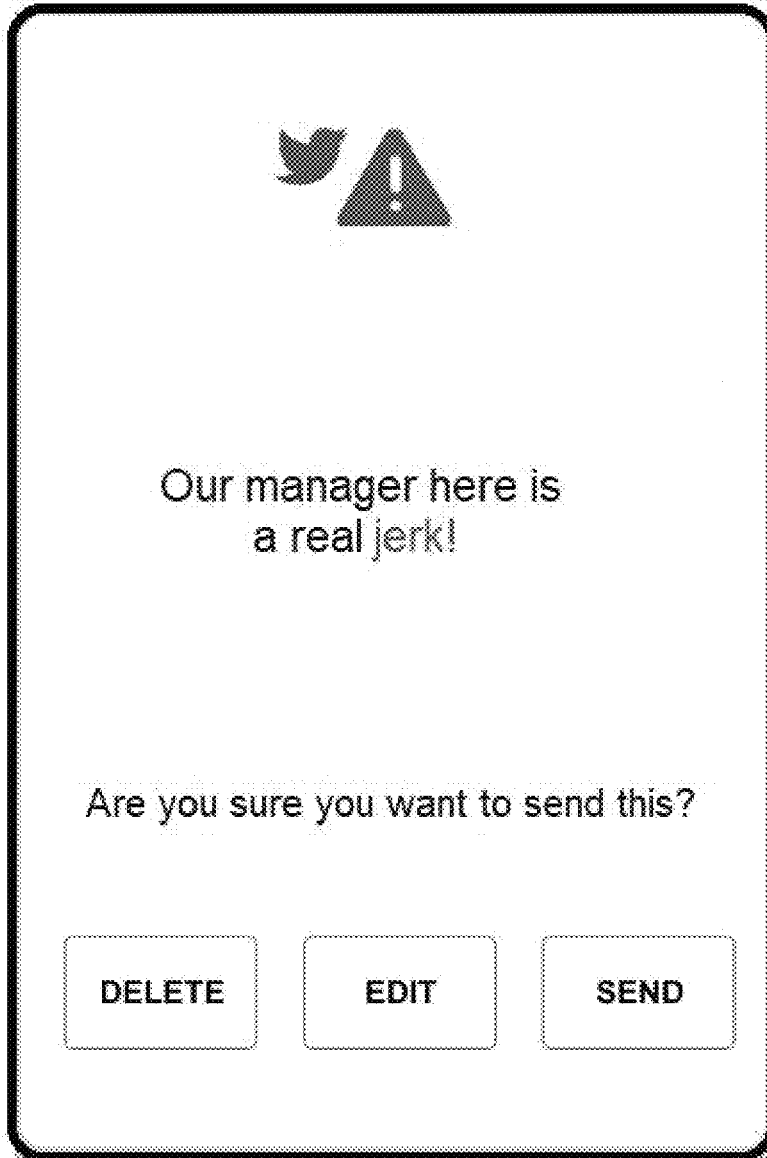 Our manager here is
a real jerk!
Are you sure you want to send this?
DELETE EDIT SEND